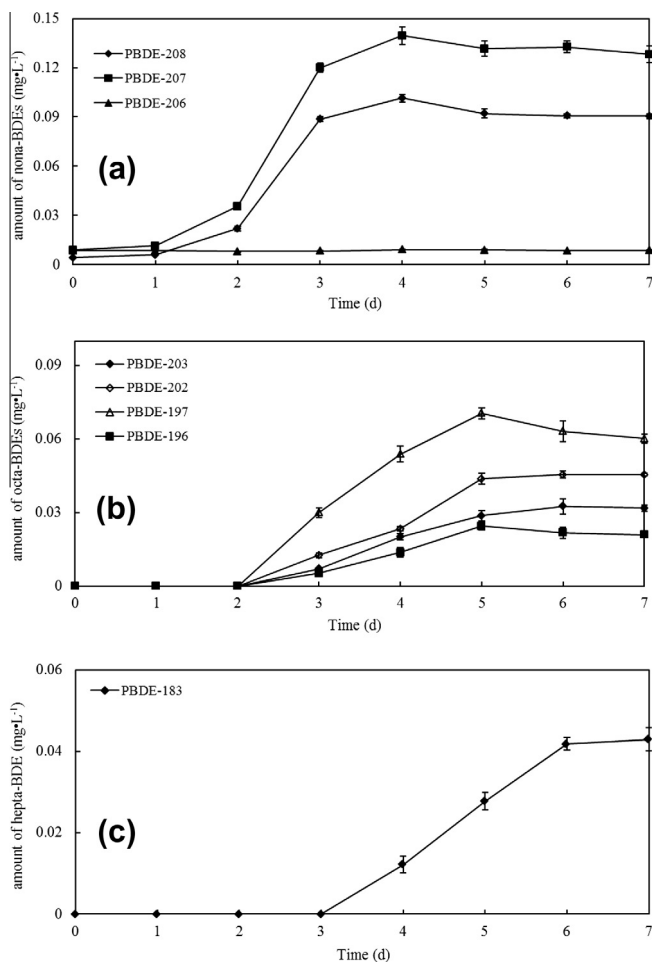 0.15
0.12
0.09
0.06
0.03
0
amount of nona-BDEs (mg•L-1)
PBDE-208
PBDE-207
PBDE-206
(a)
0 1 2 3 4 5 6 7
Time (d)
0.09
0.06
0.03
0
amount of octa-BDEs (mg•L-1)
PBDE-203
PBDE-202
PBDE-197
PBDE-196
(b)
0 1 2 3 4 5 6 7
Time (d)
0.06
0.04
0.02
0
amount of hepta-BDE (mg•L-1)
PBDE-183
(c)
0 1 2 3 4 5 6 7
Time (d)